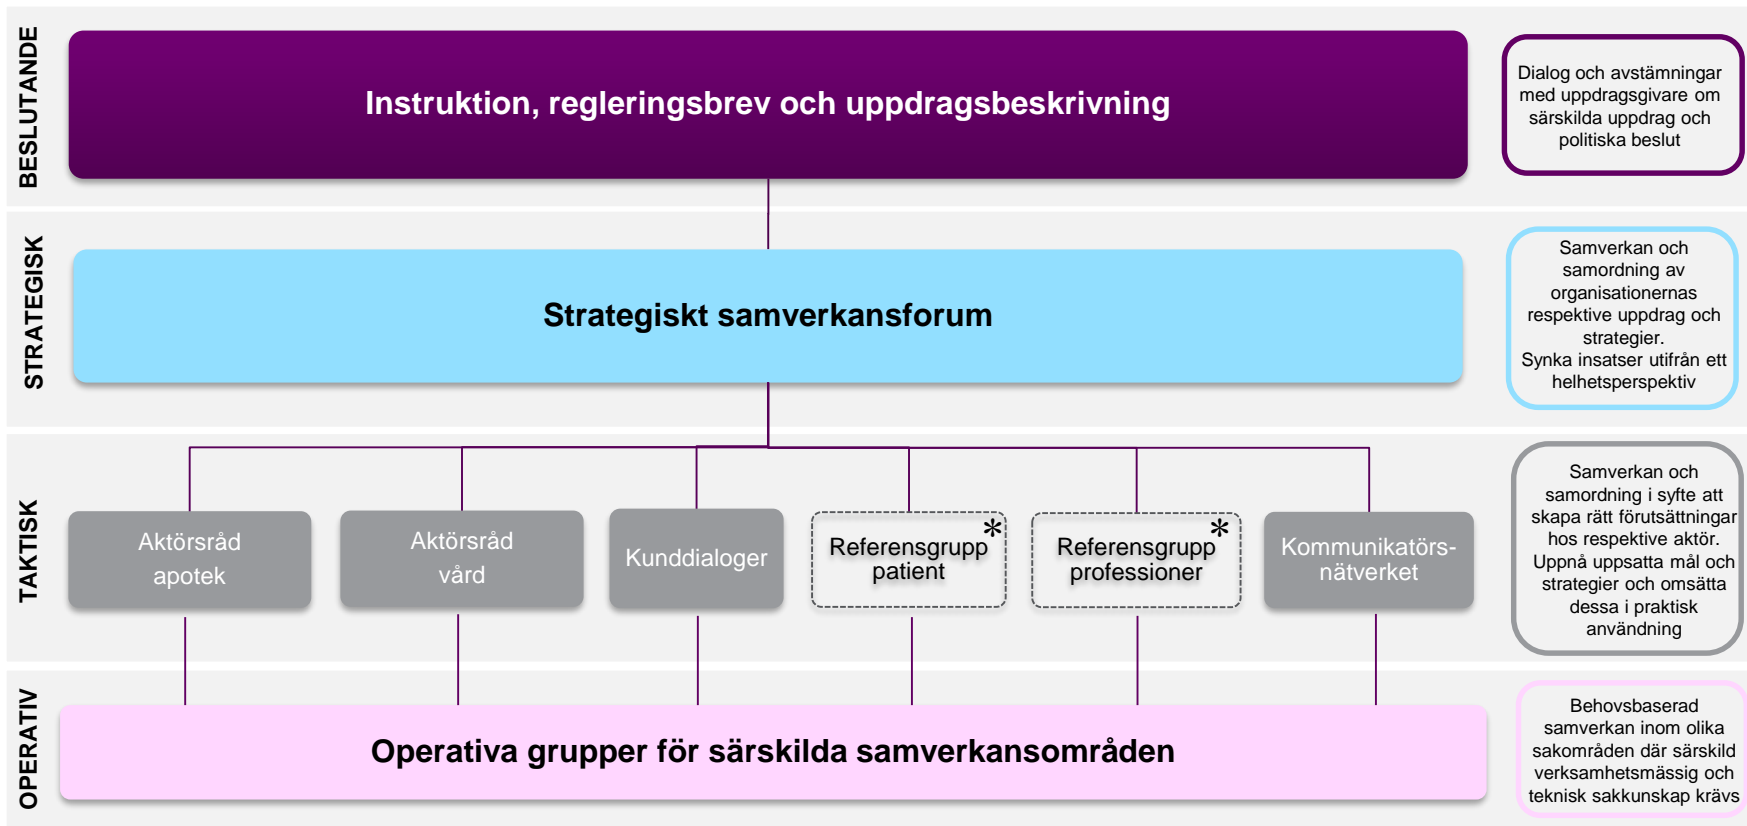 BESLUTANDE
Instruktion, regleringsbrev och uppdragsbeskrivning
Dialog och avstämningar
med uppdragsgivare om
särskilda uppdrag och
politiska beslut
STRATEGISK
Strategiskt samverkansforum
Samverkan och
samordning av
organisationernas
respektive uppdrag och
strategier.
Synka insatser utifrån ett
helhetsperspektiv
TAKTISK
Aktörsråd
apotek
Aktörsråd
vård
Kunddialoger
Referensgrupp*
patient
Referensgrupp*
professioner
Kommunikatörs-
nätverket
Samverkan och
samordning i syfte att
skapa rätt förutsättningar
hos respektive aktör.
Uppnå uppsatta mål och
strategier och omsätta
dessa i praktisk
användning
OPERATIV
Operativa grupper för särskilda samverkansområden
Behovsbaserad
samverkan inom olika
sakområden där särskild
verksamhetsmässig och
teknisk sakkunskap krävs